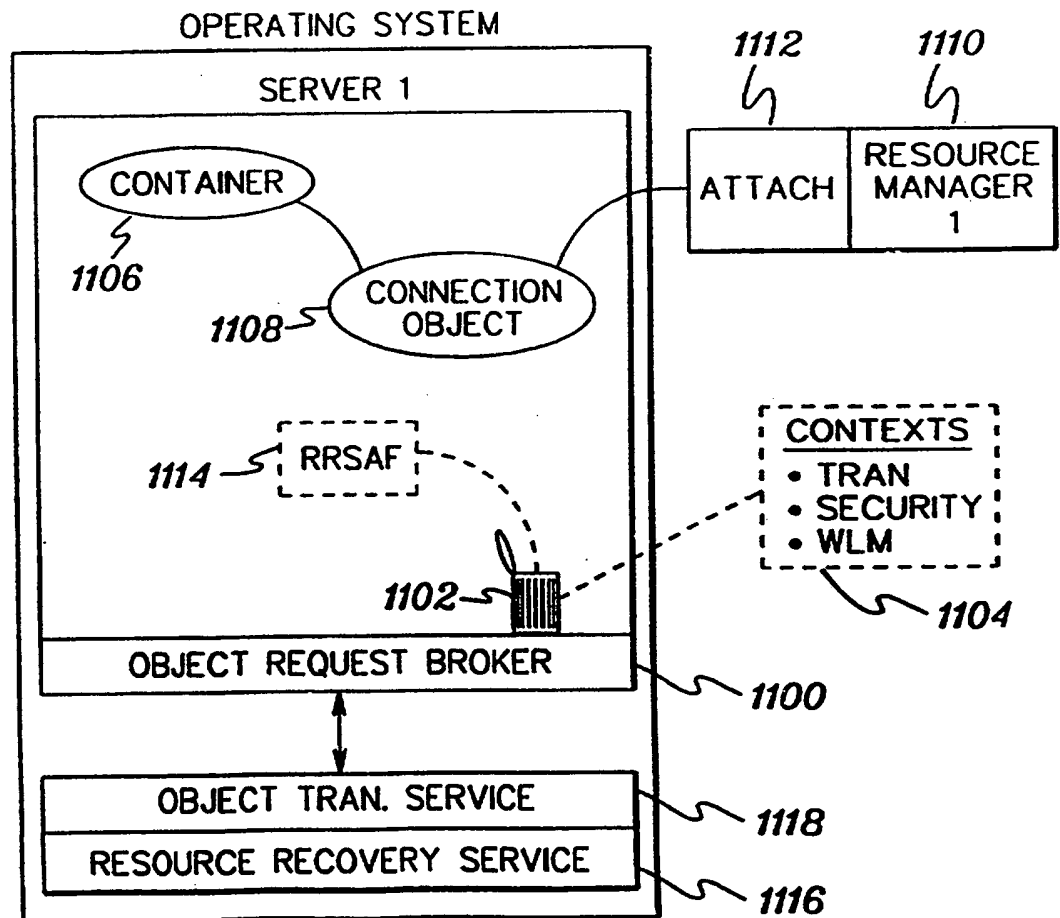 OPERATING SYSTEM
SERVER 1
1112
1110
CONTAINER
1106
ATTACH
RESOURCE
MANAGER
1
CONNECTION
OBJECT
1108
RRSAF
1114
CONTEXTS
• TRAN
• SECURITY
• WLM
1104
1102
OBJECT REQUEST BROKER
1100
OBJECT TRAN. SERVICE
1118
RESOURCE RECOVERY SERVICE
1116